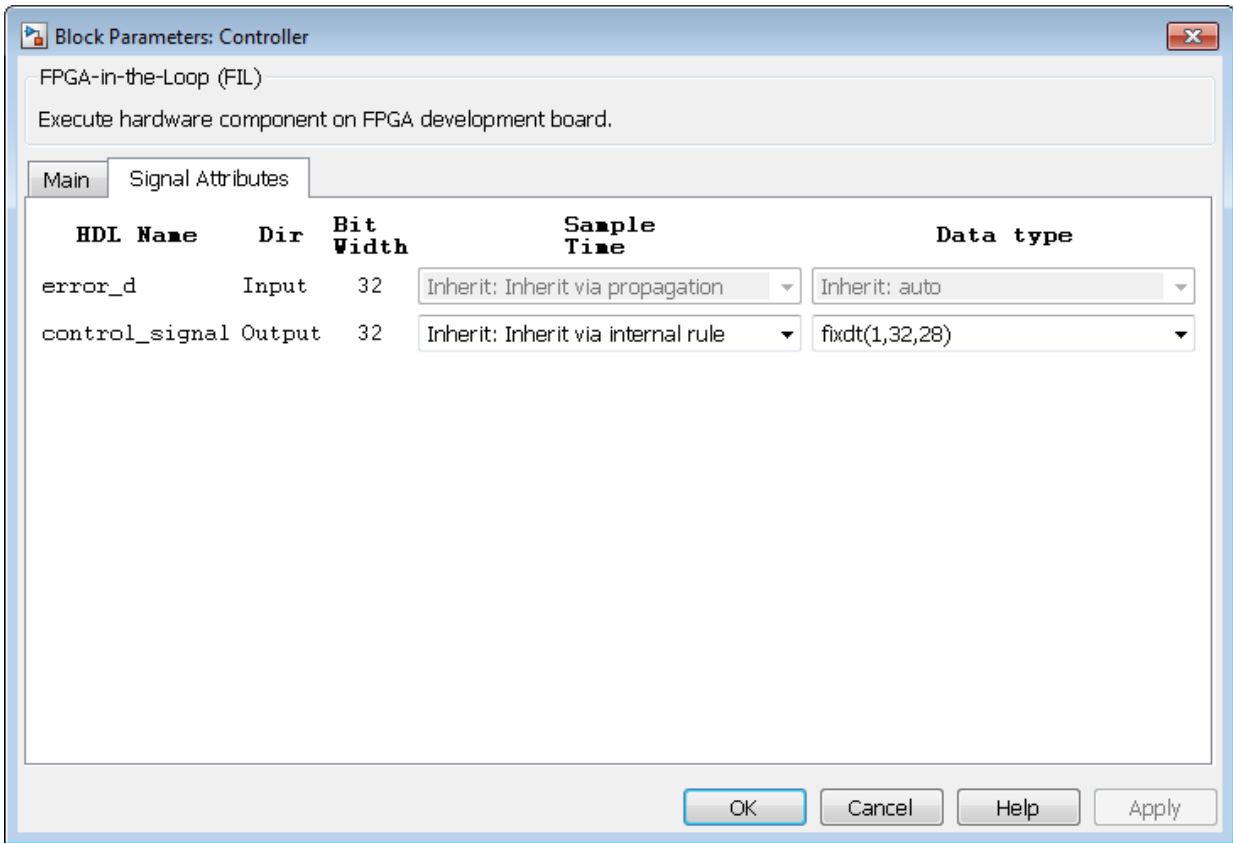 Block Parameters: Controller
FPGA-in-the-Loop (FIL)
Execute hardware component on FPGA development board.
Main Signal Attributes
HDL Name Dir Bit Width Sample Time Data type
error_d Input 32 Inherit: Inherit via propagation Inherit: auto
control_signal Output 32 Inherit: Inherit via internal rule fixdt(1,32,28)
OK Cancel Help Apply